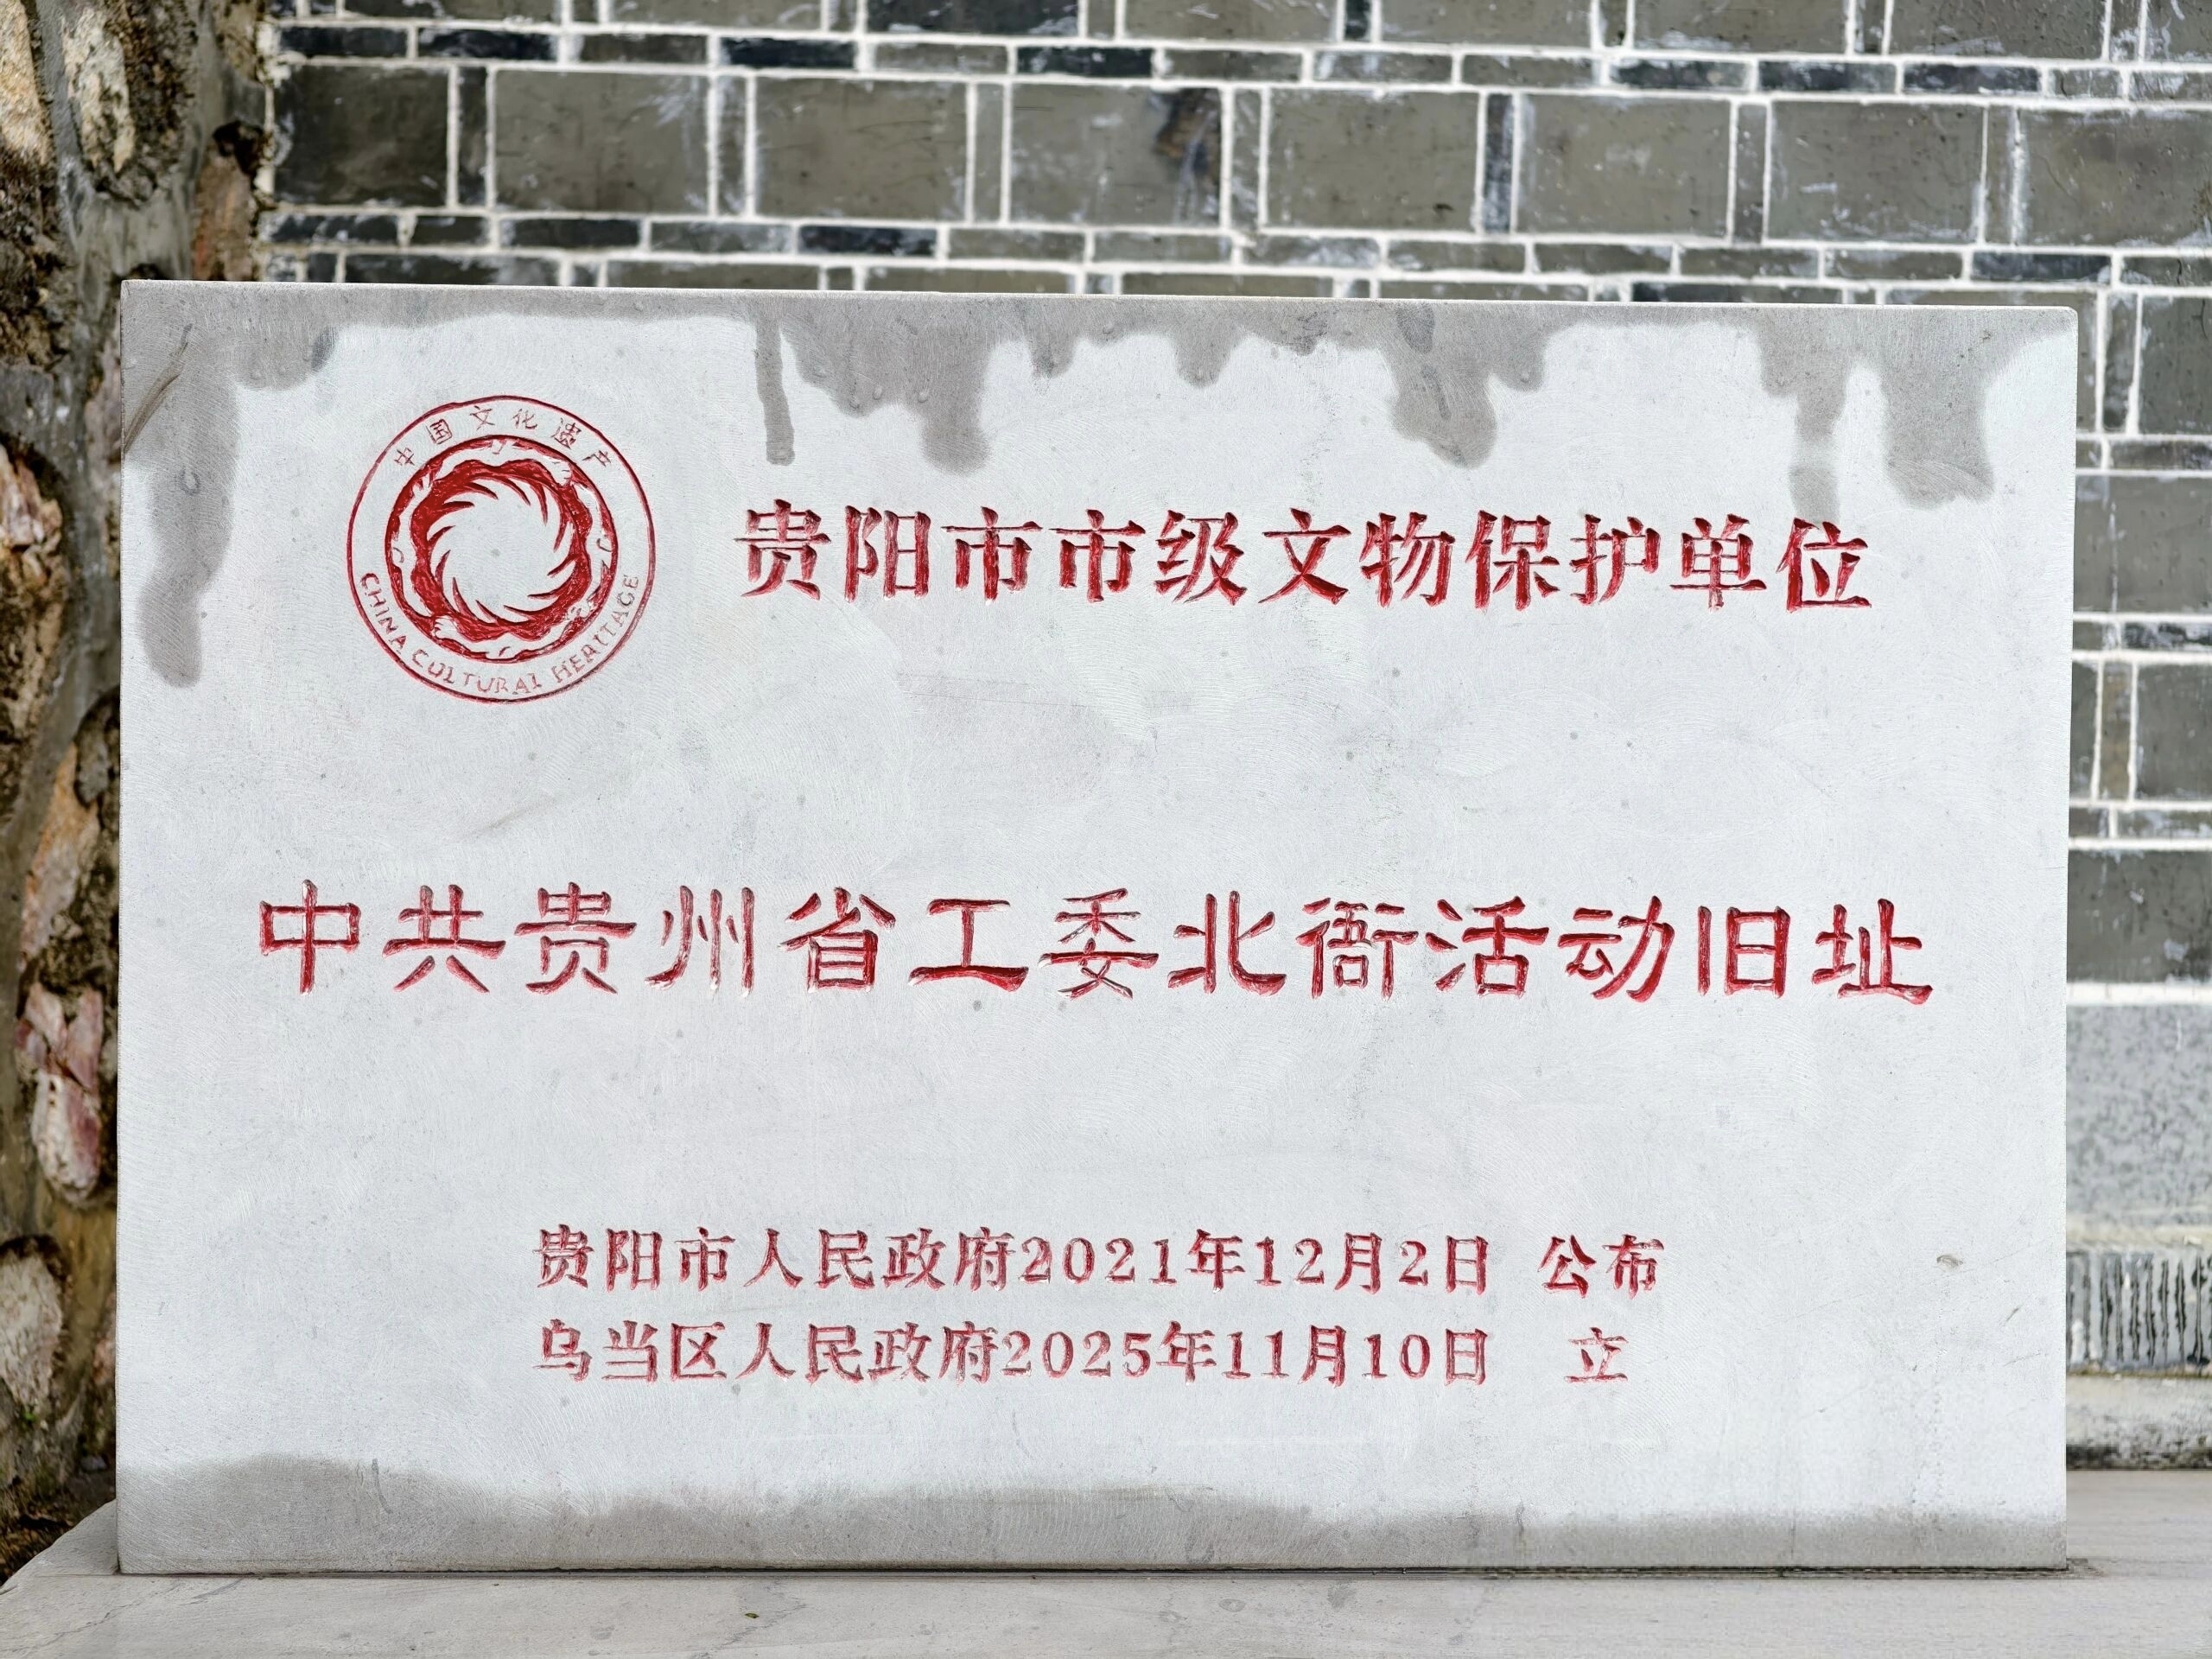 中国文化遗产
CHINA CULTURAL HERITAGE
贵阳市市级文物保护单位
中共贵州省工委北衙活动旧址
贵阳市人民政府2021年12月2日 公布
乌当区人民政府2025年11月10日 立